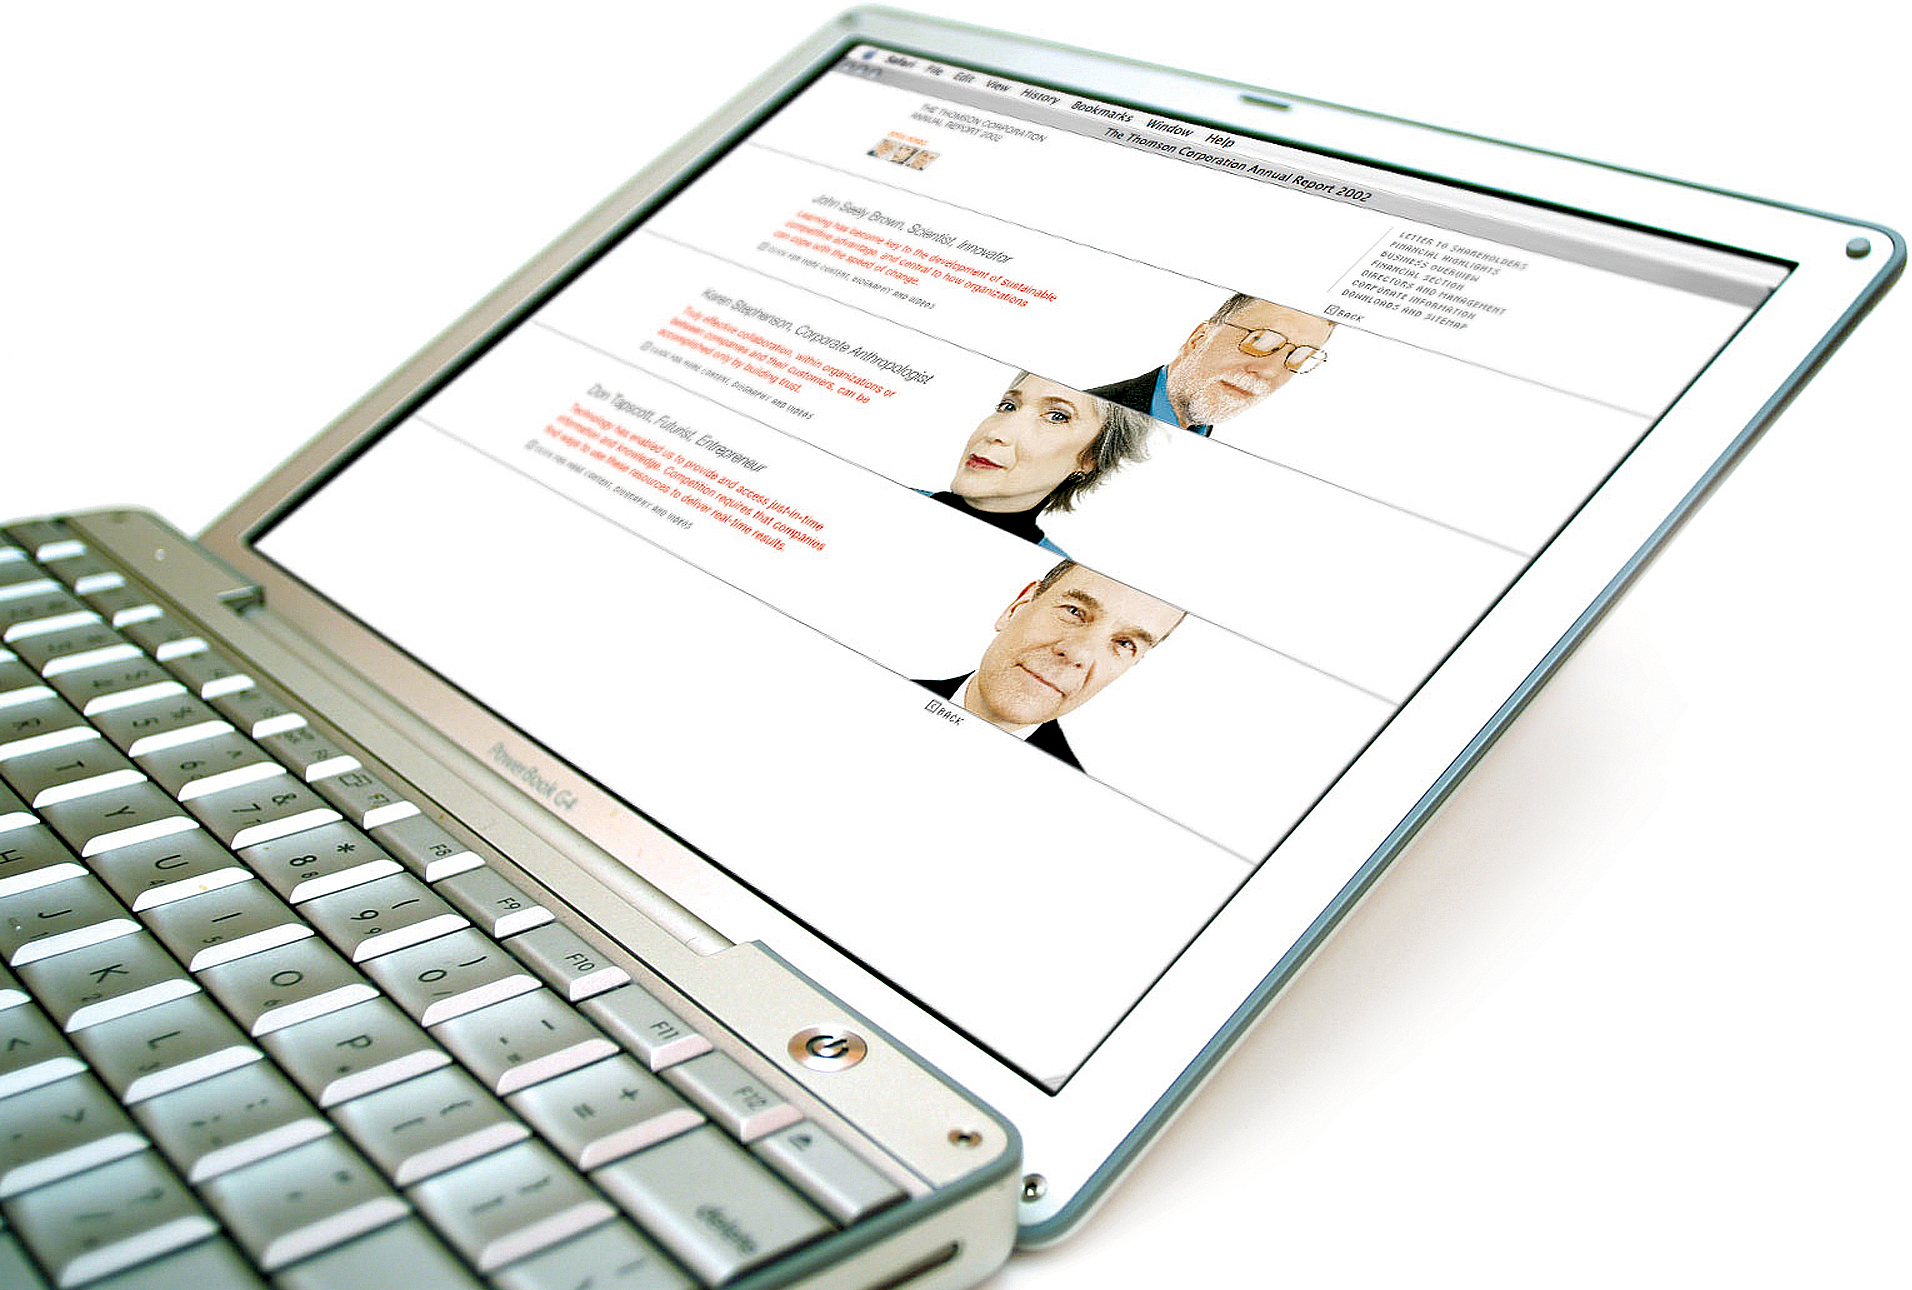 Safari File Edit View History Bookmarks Window Help
The Thomson Corporation Annual Report 2002
THE THOMSON CORPORATION
ANNUAL REPORT 2002
LETTER TO SHAREHOLDERS
FINANCIAL HIGHLIGHTS
BUSINESS OVERVIEW
FINANCIAL SECTION
DIRECTORS AND MANAGEMENT
CORPORATE INFORMATION
DOWNLOADS AND SITEMAP
BACK
John Seely Brown, Scientist, Innovator
Learning has become key to the development of sustainable
competitive advantage, and central to how organizations
can cope with the speed of change.
CLICK FOR MORE CONTENT, BIOGRAPHY AND VIDEOS
Karen Stephenson, Corporate Anthropologist
Truly effective collaboration, within organizations or
between companies and their customers, can be
accomplished only by building trust.
CLICK FOR MORE CONTENT, BIOGRAPHY AND VIDEOS
Don Tapscott, Futurist, Entrepreneur
Technology has enabled us to provide and access just-in-time
information and knowledge. Competition requires that companies
find ways to use these resources to deliver real-time results.
CLICK FOR MORE CONTENT, BIOGRAPHY AND VIDEOS
BACK
PowerBook G4
F7 F8 F9 F10 F11 F12
% 5 ^ 6 & 7 * 8 ( 9 ) 0 - + =
R T Y U I O P
H J K L
delete